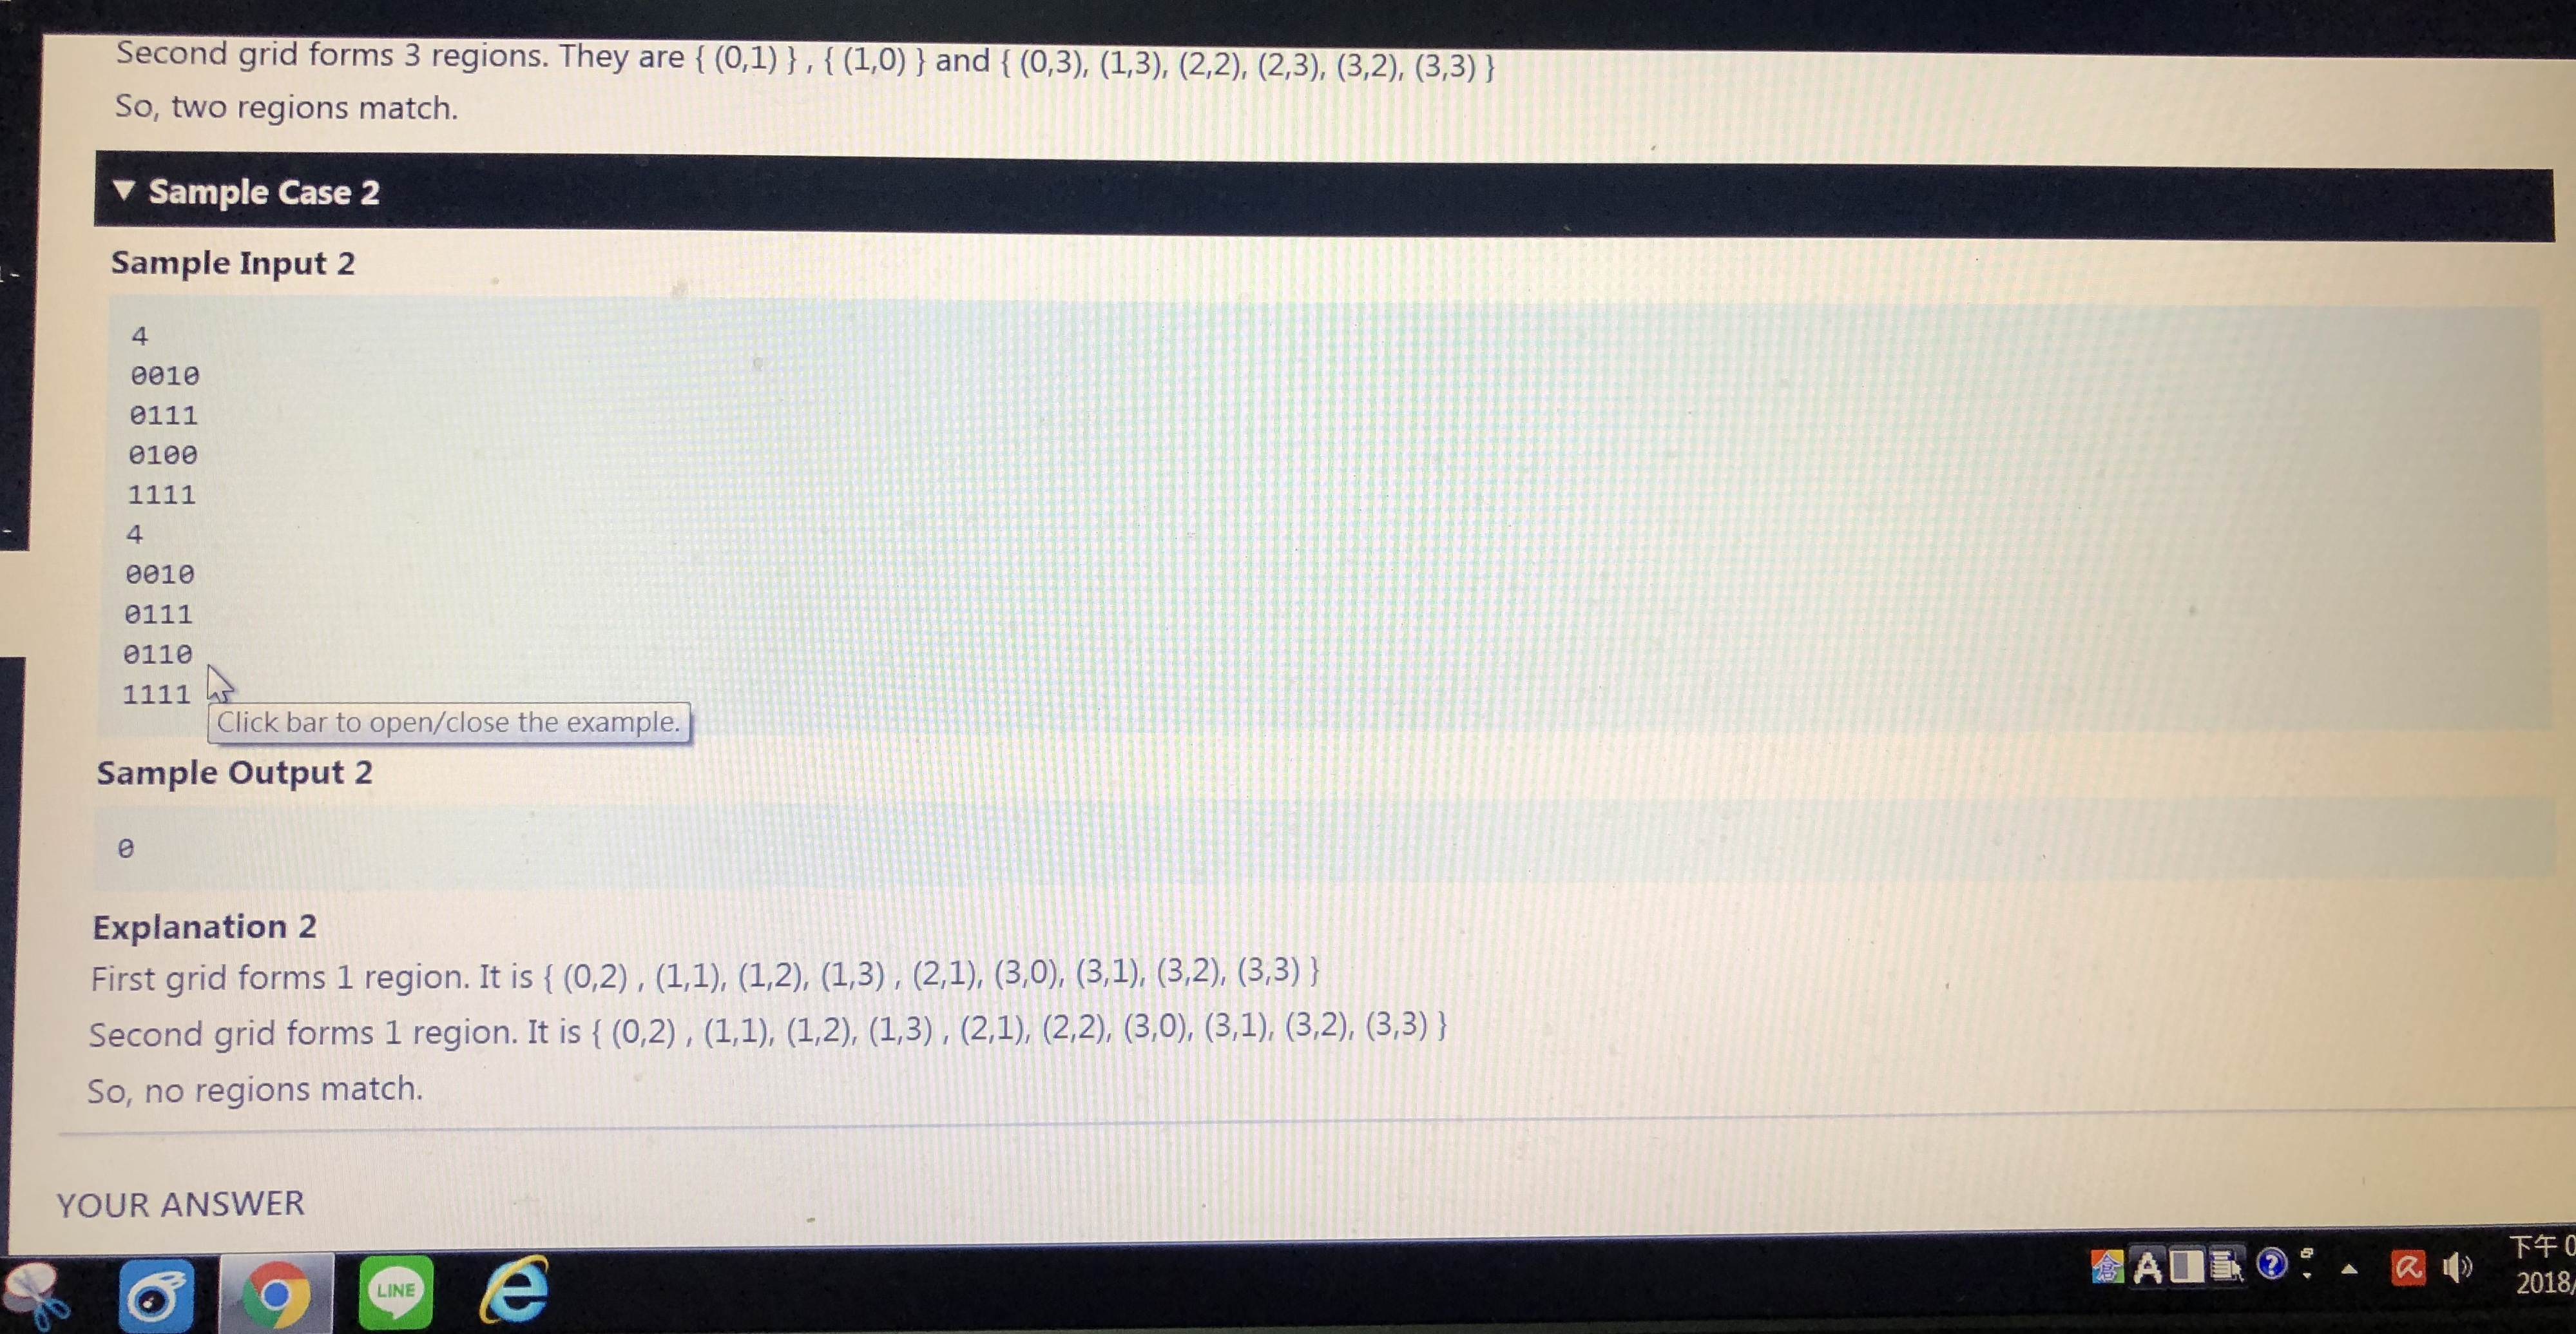 Second grid forms 3 regions. They are { (0,1) } , { (1,0) } and { (0,3), (1,3), (2,2), (2,3), (3,2), (3,3) }
So, two regions match.
▼ Sample Case 2
Sample Input 2
4
0010
0111
0100
1111
4
0010
0111
0110
1111
Click bar to open/close the example.
Sample Output 2
0
Explanation 2
First grid forms 1 region. It is { (0,2) , (1,1), (1,2), (1,3) , (2,1), (3,0), (3,1), (3,2), (3,3) }
Second grid forms 1 region. It is { (0,2) , (1,1), (1,2), (1,3) , (2,1), (2,2), (3,0), (3,1), (3,2), (3,3) }
So, no regions match.
YOUR ANSWER
LINE
A
下午 0
2018/